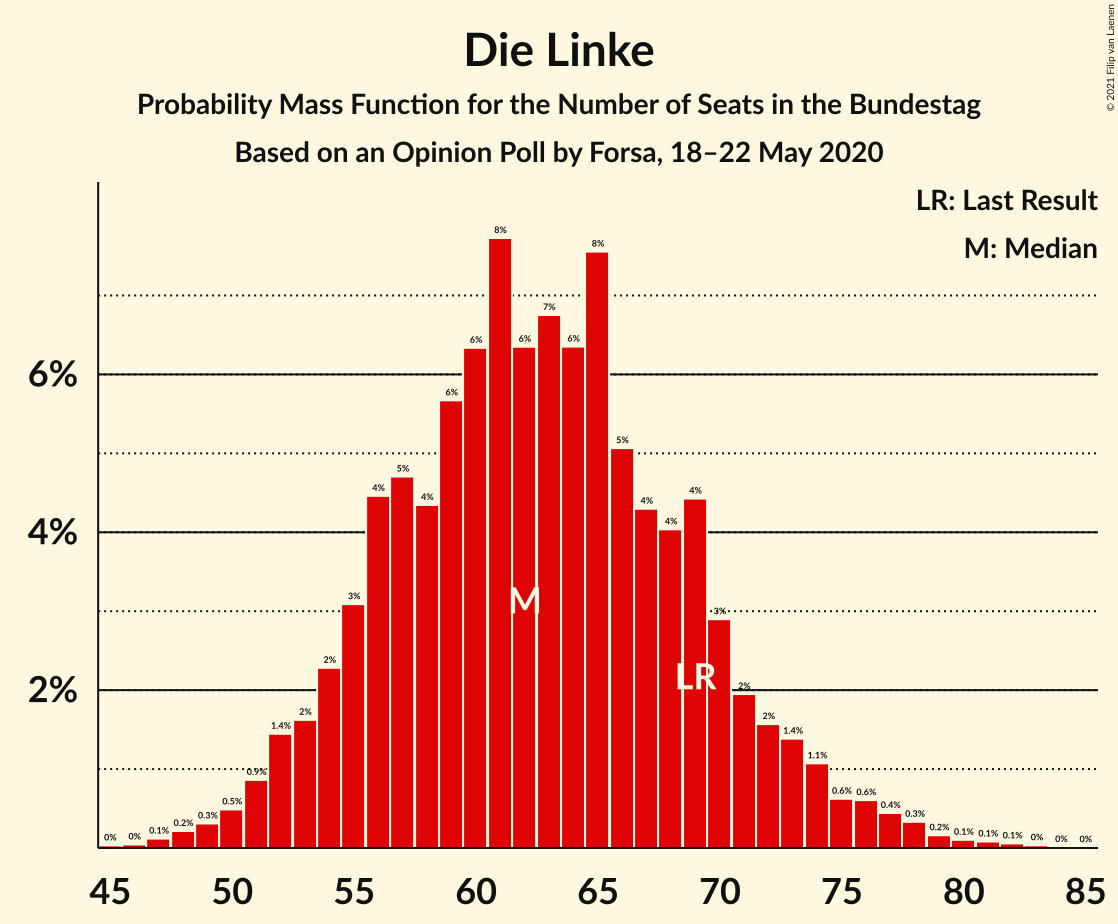 Die Linke
Probability Mass Function for the Number of Seats in the Bundestag
Based on an Opinion Poll by Forsa, 18–22 May 2020
© 2021 Filip van Laenen
LR: Last Result
M: Median
6%
4%
2%
0% 0% 0.1% 0.2% 0.3% 0.5% 0.9% 1.4% 2% 2% 3% 4% 5% 4% 6% 6% 8% 6% 7% 6% 8% 5% 4% 4% 4% 3% 2% 2% 1.4% 1.1% 0.6% 0.6% 0.4% 0.3% 0.2% 0.1% 0.1% 0.1% 0% 0% 0%
M
LR
45 50 55 60 65 70 75 80 85